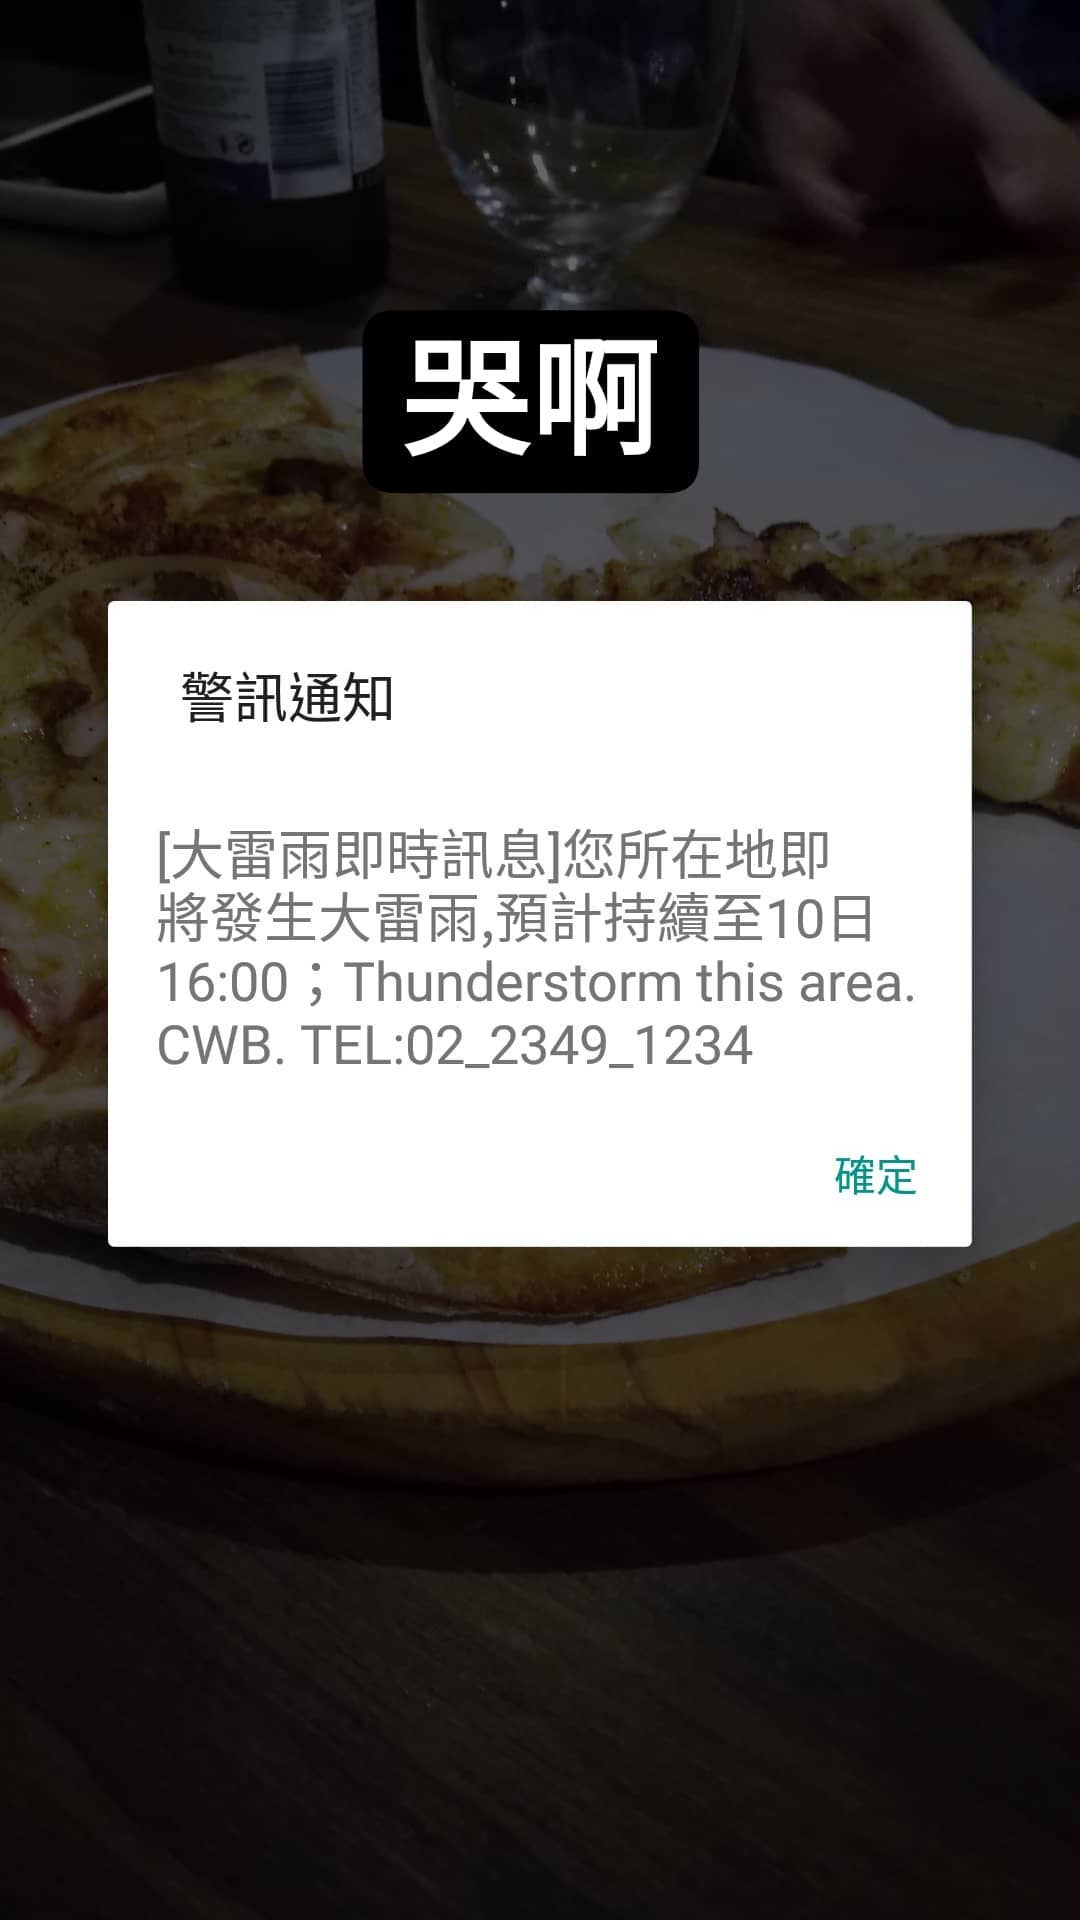 哭啊
警訊通知
[大雷雨即時訊息]您所在地即
將發生大雷雨,預計持續至10日
16:00；Thunderstorm this area.
CWB. TEL:02_2349_1234
確定